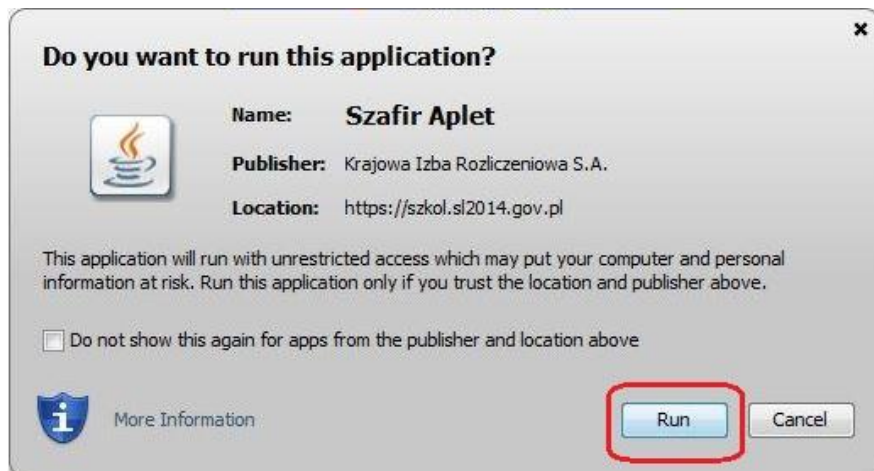 Do you want to run this application?
Name: Szafir Aplet
Publisher: Krajowa Izba Rozliczeniowa S.A.
Location: https://szkol.sl2014.gov.pl
This application will run with unrestricted access which may put your computer and personal
information at risk. Run this application only if you trust the location and publisher above.
Do not show this again for apps from the publisher and location above
More Information
Run
Cancel